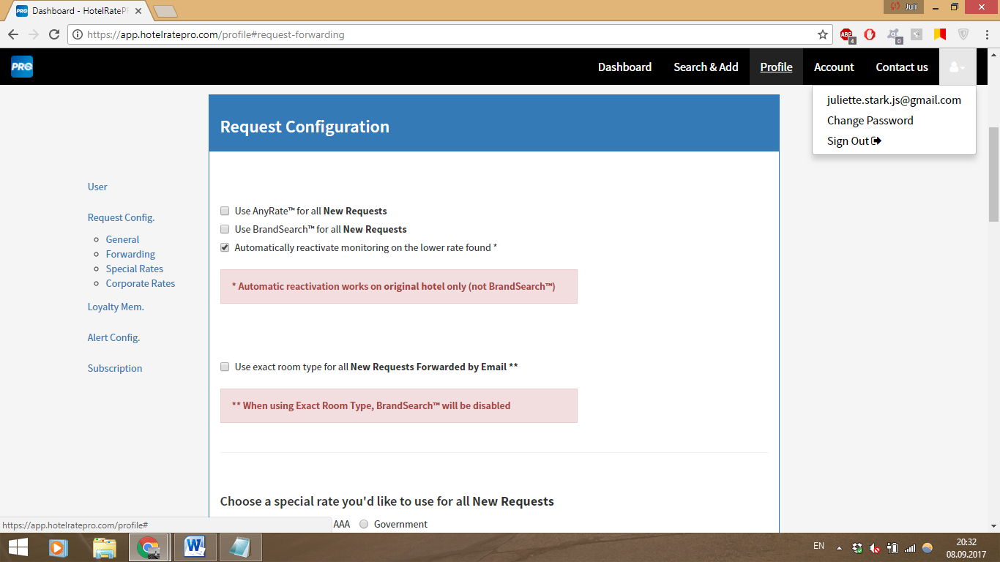 Dashboard - HotelRateP
Juli
https://app.hotelratepro.com/profile#request-forwarding
ABP
4
0
PRO
Dashboard
Search & Add
Profile
Account
Contact us
juliette.stark.js@gmail.com
Change Password
Sign Out
Request Configuration
User
Request Config.
General
Forwarding
Special Rates
Corporate Rates
Loyalty Mem.
Alert Config.
Subscription
Use AnyRate™ for all New Requests
Use BrandSearch™ for all New Requests
Automatically reactivate monitoring on the lower rate found *
* Automatic reactivation works on original hotel only (not BrandSearch™)
Use exact room type for all New Requests Forwarded by Email **
** When using Exact Room Type, BrandSearch™ will be disabled
Choose a special rate you'd like to use for all New Requests
AAA
Government
https://app.hotelratepro.com/profile#
EN
20:32
08.09.2017